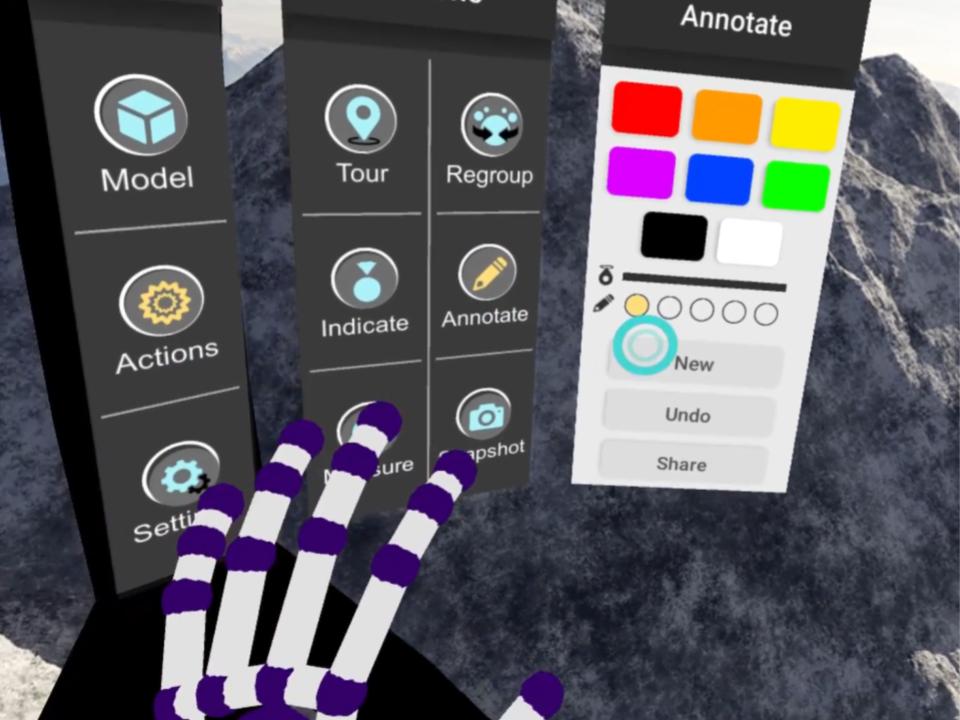 Model
Actions
Tour
Regroup
Indicate
Annotate
Annotate
New
Undo
Share